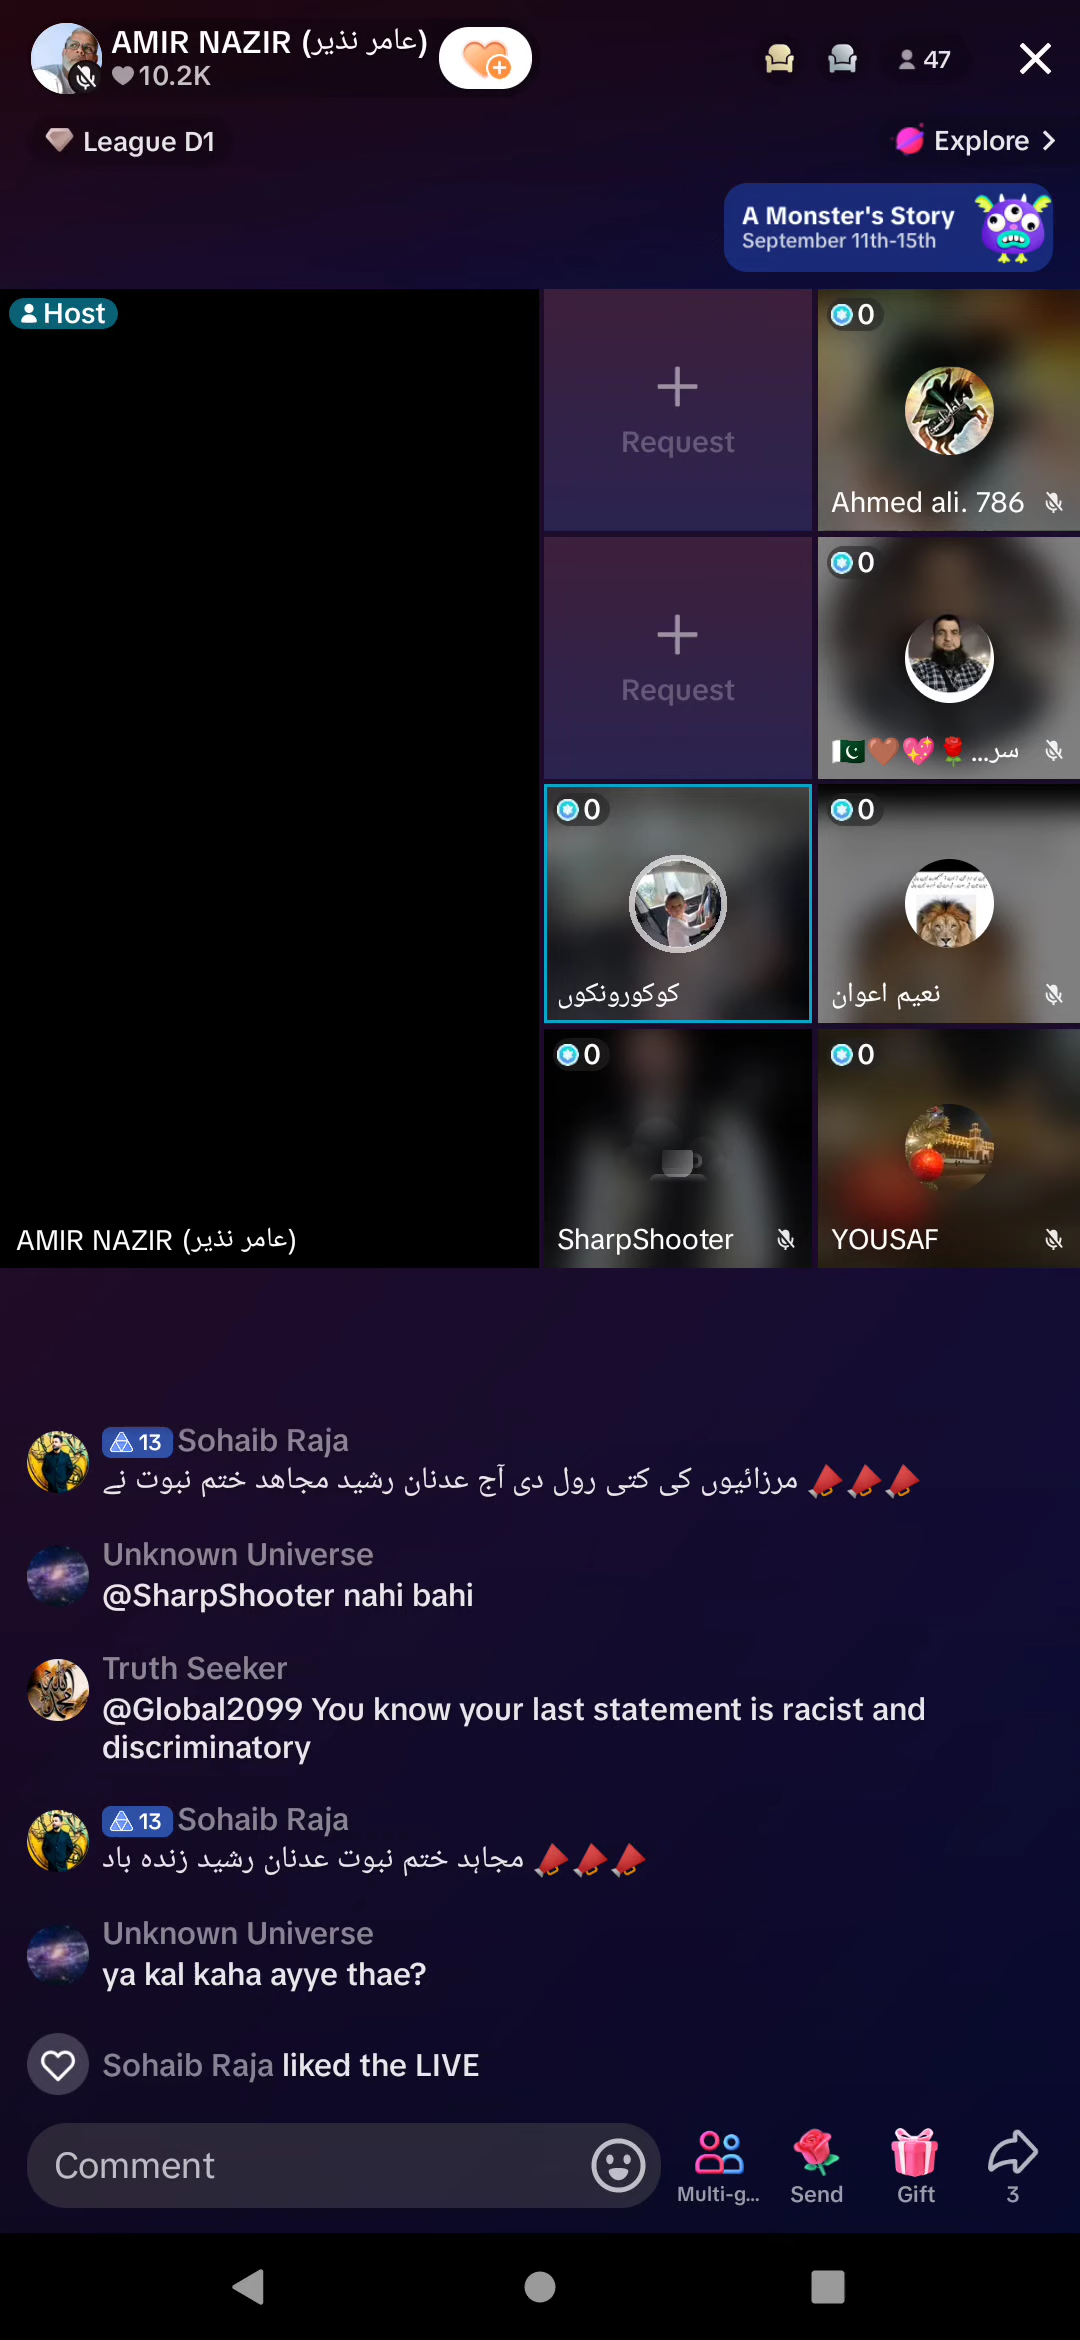 AMIR NAZIR (عامر نذیر)
10.2K
47
League D1
Explore
A Monster's Story
September 11th-15th
Host
Request
0
Ahmed ali. 786
Request
0
سر...
0
کوکورونکوں
0
نعیم اعوان
AMIR NAZIR (عامر نذیر)
0
SharpShooter
0
YOUSAF
13 Sohaib Raja
مرزائیوں کی کتی رول دی آج عدنان رشید مجاھد ختم نبوت نے
Unknown Universe
@SharpShooter nahi bahi
Truth Seeker
@Global2099 You know your last statement is racist and
discriminatory
13 Sohaib Raja
مجاہد ختم نبوت عدنان رشید زندہ باد
Unknown Universe
ya kal kaha ayye thae?
Sohaib Raja liked the LIVE
Comment
Multi-g...
Send
Gift
3